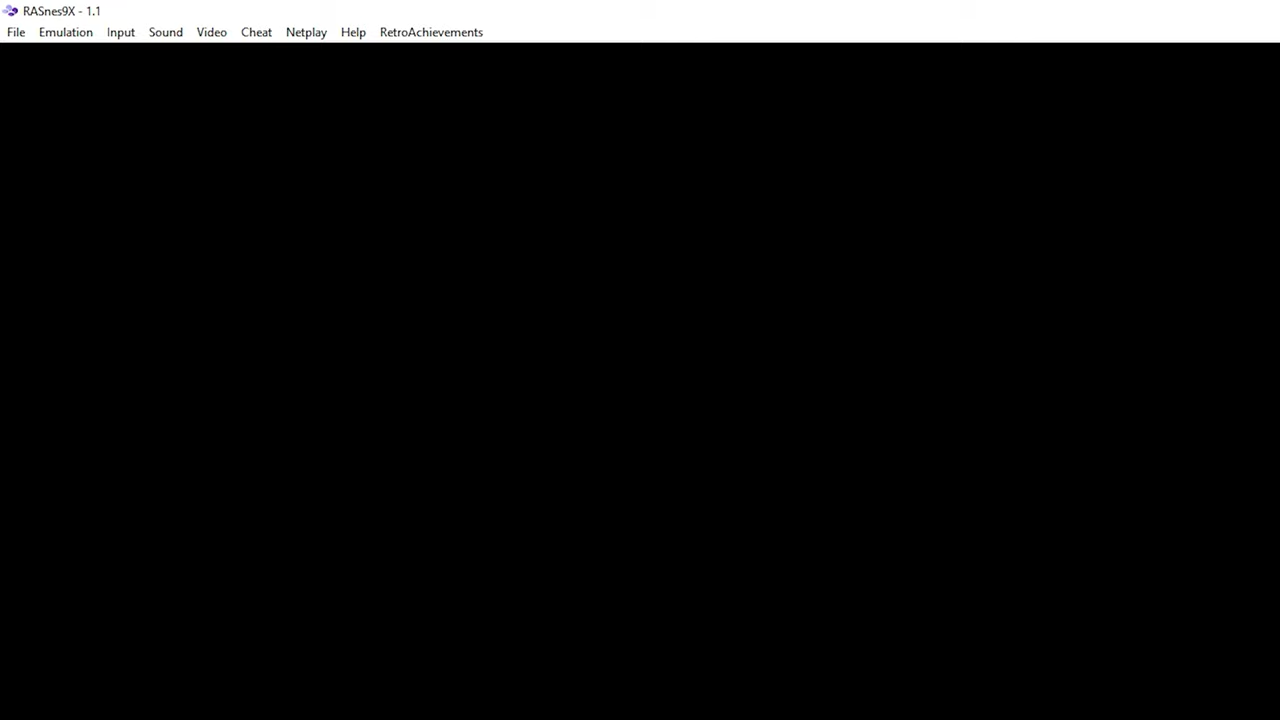 RASnes9X - 1.1
File Emulation Input Sound Video Cheat Netplay Help RetroAchievements